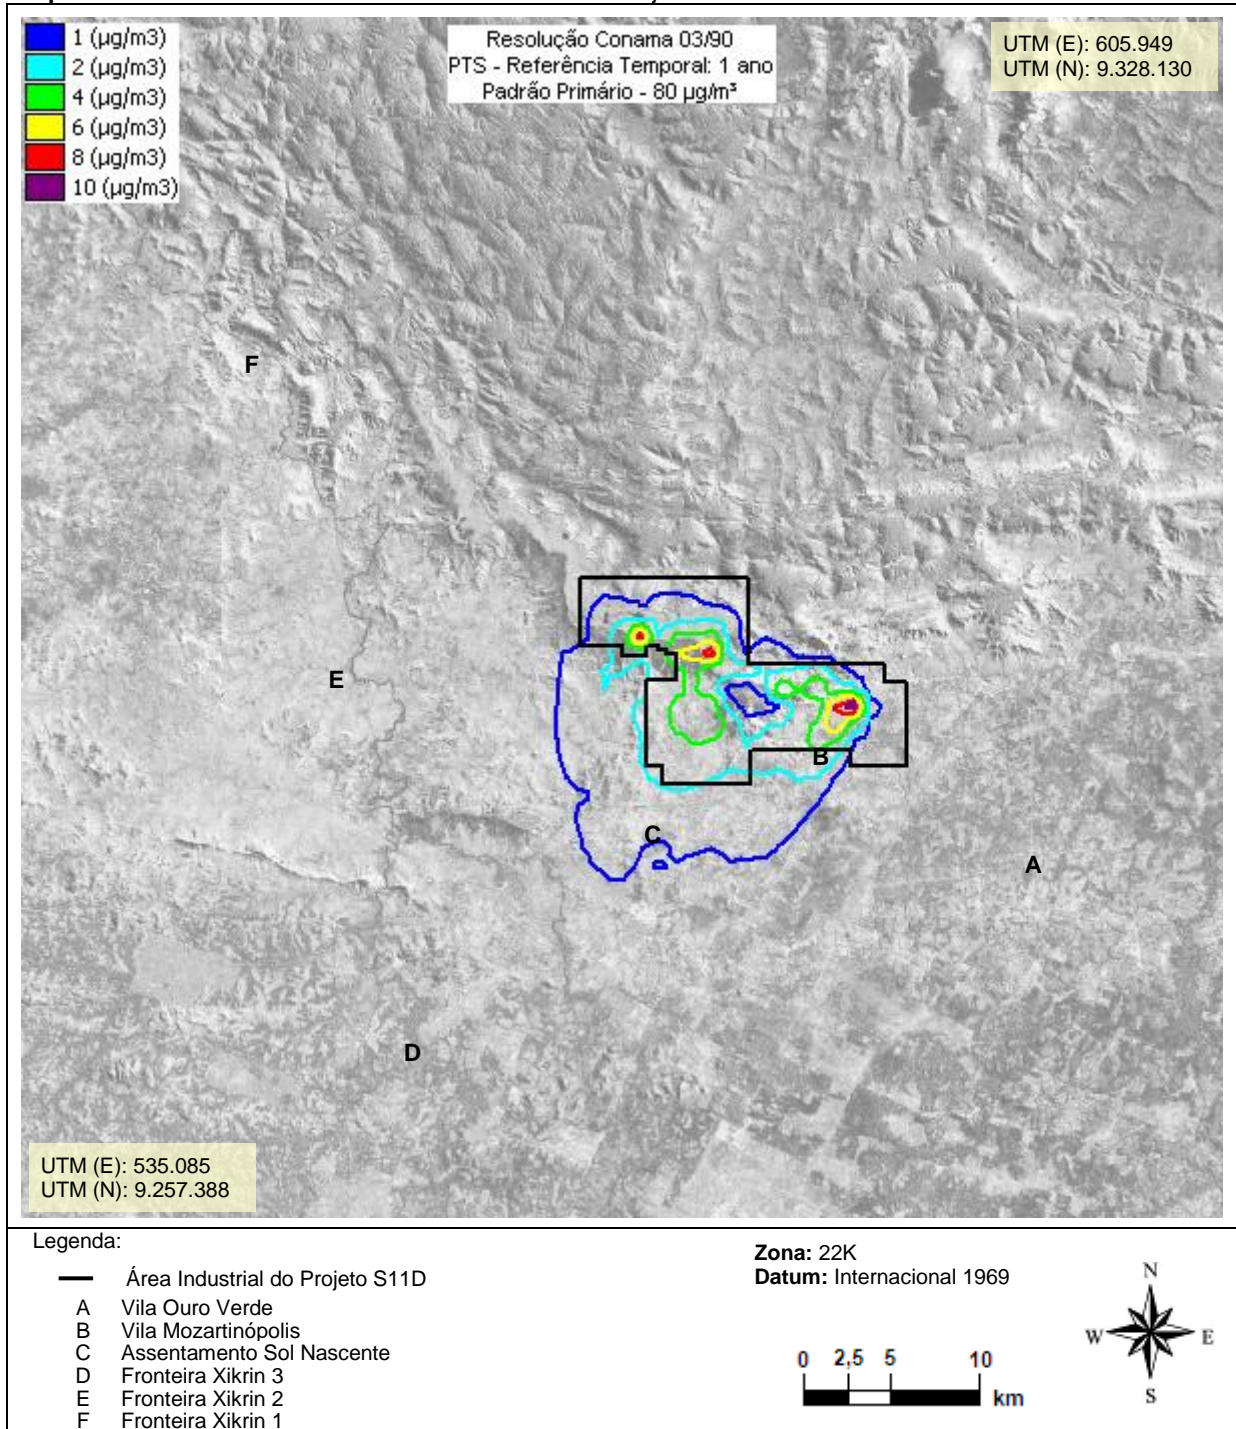 1 (µg/m3)
2 (µg/m3)
4 (µg/m3)
6 (µg/m3)
8 (µg/m3)
10 (µg/m3)
Resolução Conama 03/90
PTS - Referência Temporal: 1 ano
Padrão Primário - 80 µg/m³
UTM (E): 605.949
UTM (N): 9.328.130
F
E
B
C
A
D
UTM (E): 535.085
UTM (N): 9.257.388
Legenda:
Área Industrial do Projeto S11D
A Vila Ouro Verde
B Vila Mozartinópolis
C Assentamento Sol Nascente
D Fronteira Xikrin 3
E Fronteira Xikrin 2
F Fronteira Xikrin 1
Zona: 22K
Datum: Internacional 1969
0 2,5 5 10
km
N
W E
S